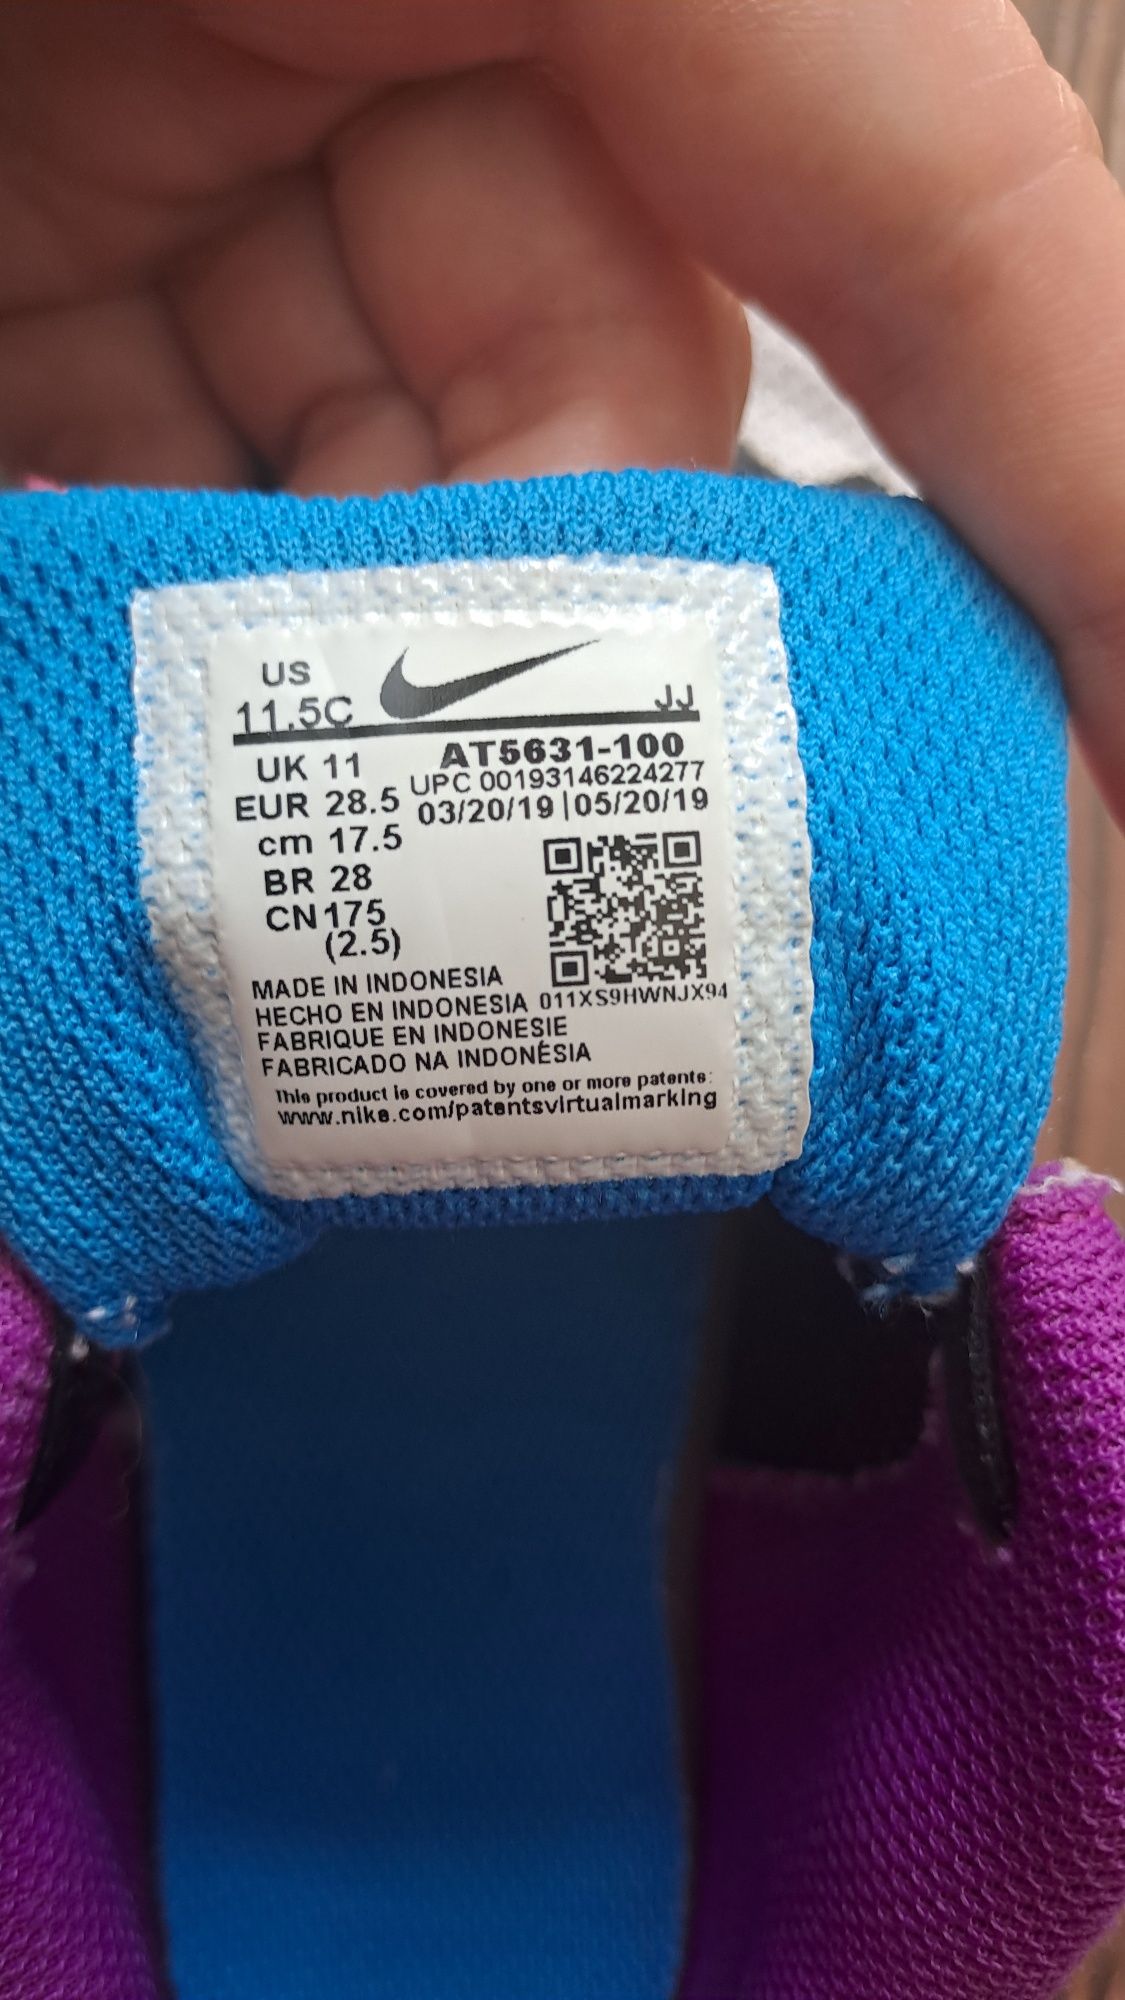 US
11.5C JJ
UK 11 AT5631-100
UPC 00193146224277
EUR 28.5 03/20/19|05/20/19
cm 17.5
BR 28
CN 175
(2.5)
MADE IN INDONESIA
HECHO EN INDONESIA 011XS9HWNJX94
FABRIQUE EN INDONESIE
FABRICADO NA INDONÉSIA
This product is covered by one or more patents:
www.nike.com/patentsvirtualmarking